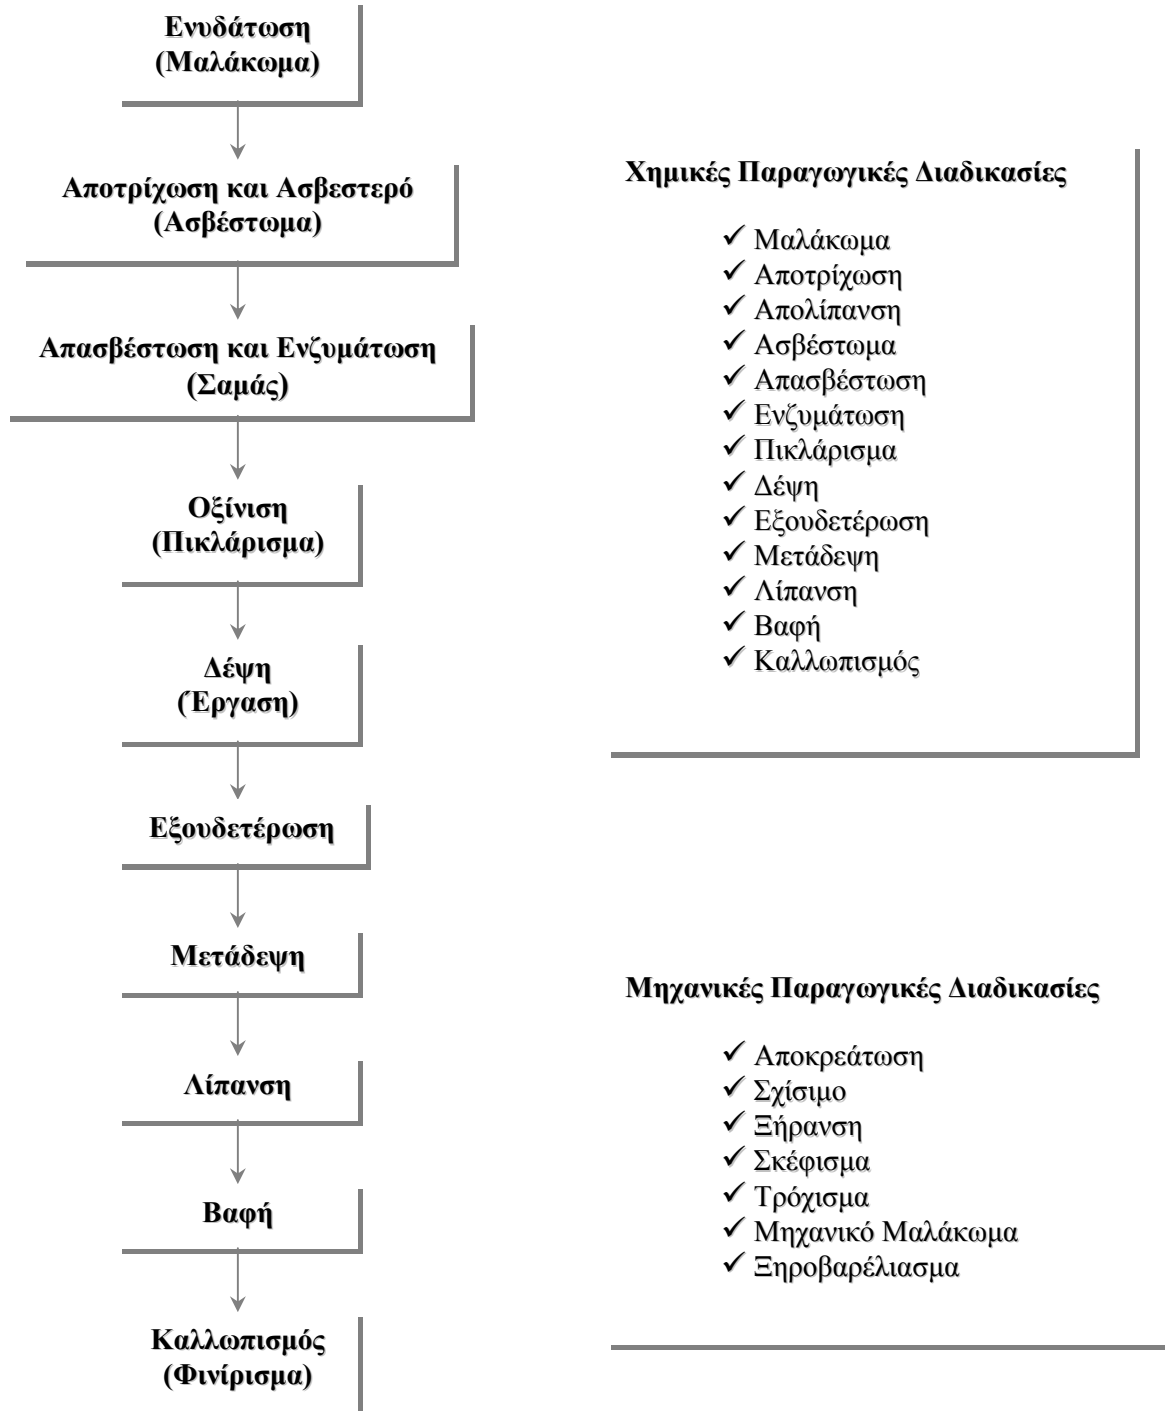 Ενυδάτωση
(Μαλάκωμα)
Αποτρίχωση και Ασβεστερό
(Ασβέστωμα)
Απασβέστωση και Ενζυμάτωση
(Σαμάς)
Οξίνιση
(Πικλάρισμα)
Δέψη
(Έργαση)
Εξουδετέρωση
Μετάδεψη
Λίπανση
Βαφή
Καλλωπισμός
(Φινίρισμα)
Χημικές Παραγωγικές Διαδικασίες
✓ Μαλάκωμα
✓ Αποτρίχωση
✓ Απολίπανση
✓ Ασβέστωμα
✓ Απασβέστωση
✓ Ενζυμάτωση
✓ Πικλάρισμα
✓ Δέψη
✓ Εξουδετέρωση
✓ Μετάδεψη
✓ Λίπανση
✓ Βαφή
✓ Καλλωπισμός
Μηχανικές Παραγωγικές Διαδικασίες
✓ Αποκρεάτωση
✓ Σχίσιμο
✓ Ξήρανση
✓ Σκέφισμα
✓ Τρόχισμα
✓ Μηχανικό Μαλάκωμα
✓ Ξηροβαρέλιασμα